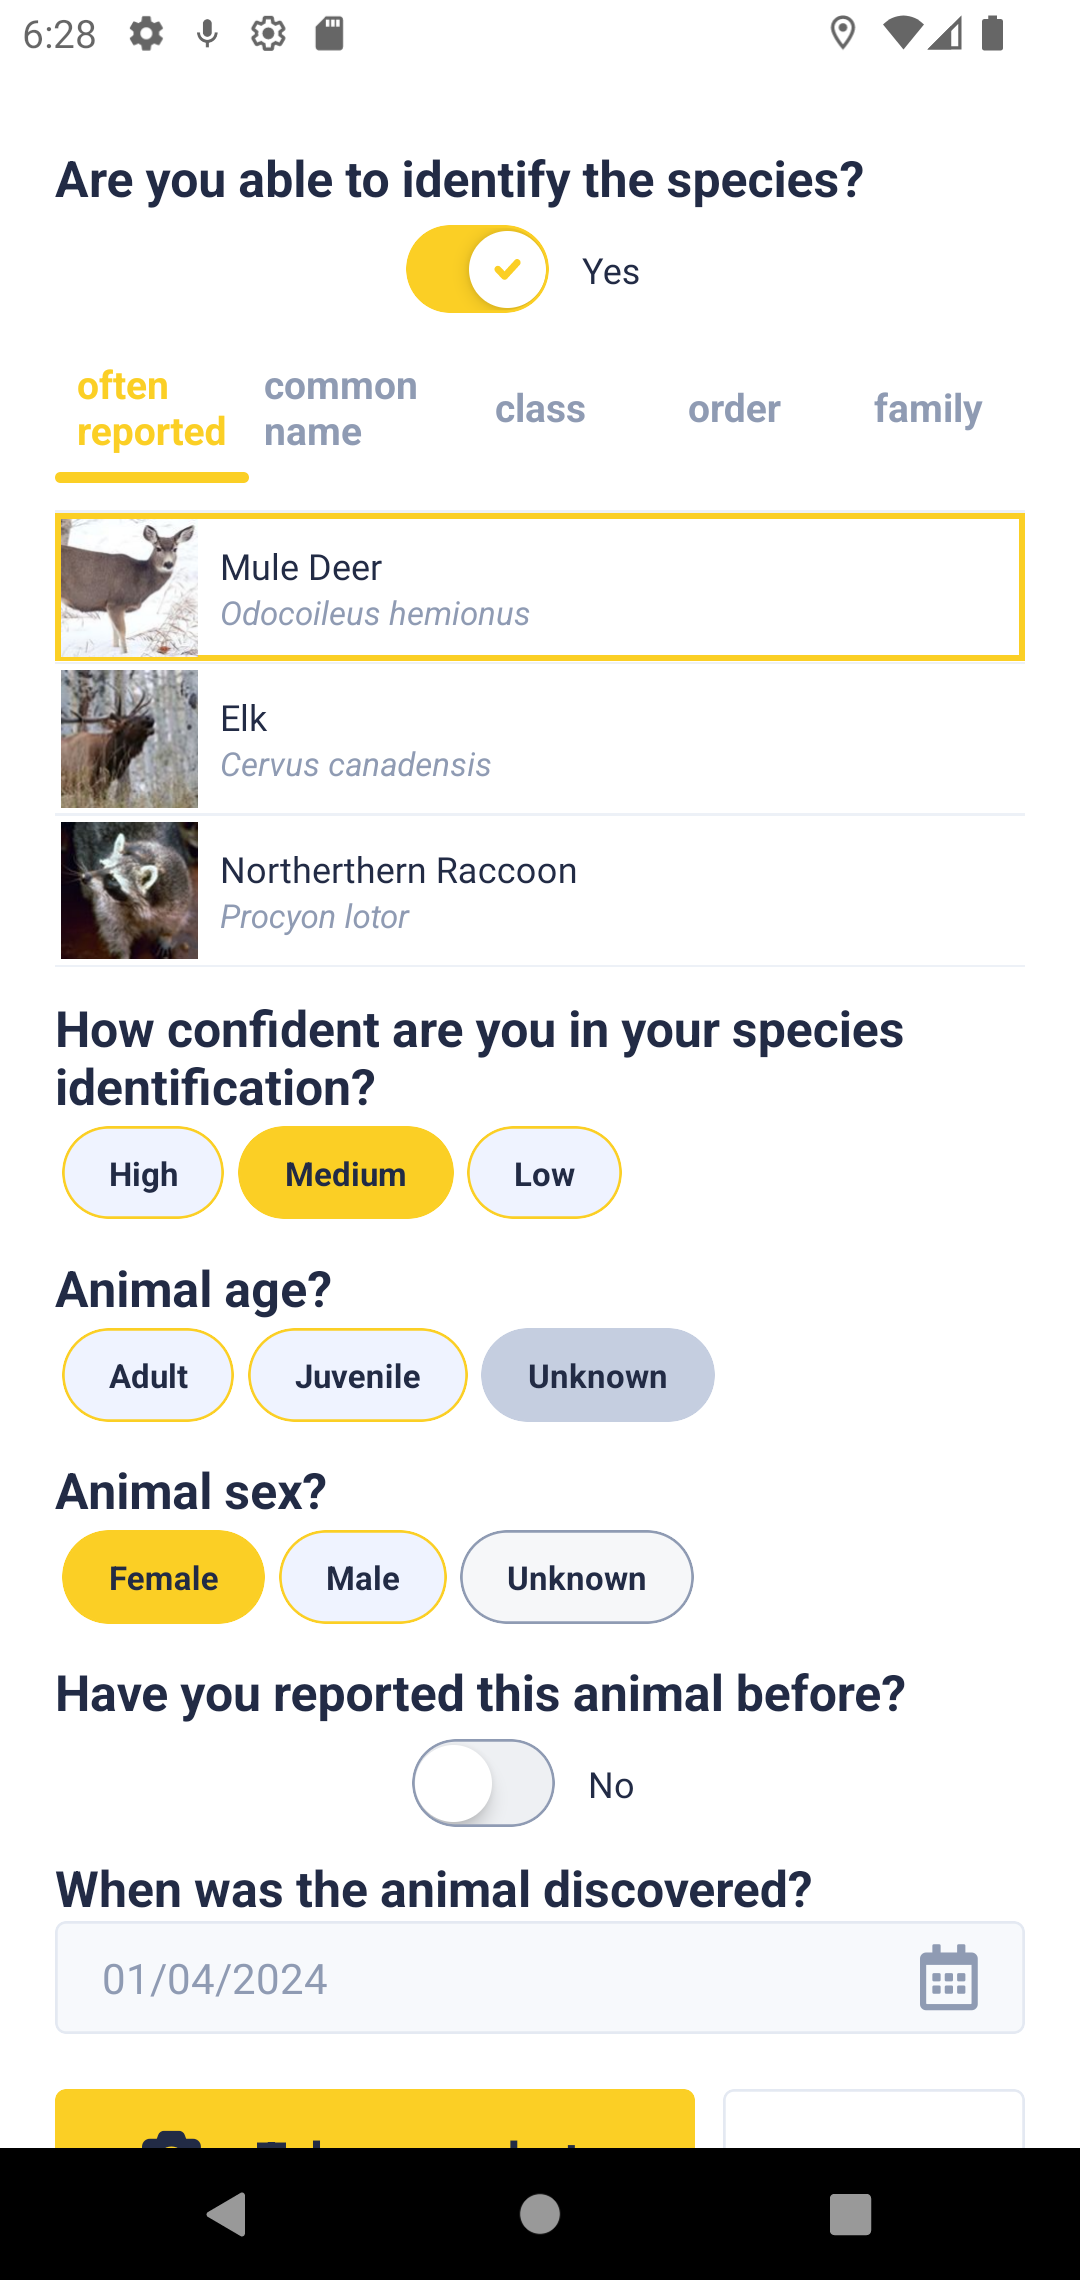 6:28
Are you able to identify the species?
Yes
often
reported
common
name
class
order
family
Mule Deer
Odocoileus hemionus
Elk
Cervus canadensis
Northerthern Raccoon
Procyon lotor
How confident are you in your species
identification?
High
Medium
Low
Animal age?
Adult
Juvenile
Unknown
Animal sex?
Female
Male
Unknown
Have you reported this animal before?
No
When was the animal discovered?
01/04/2024